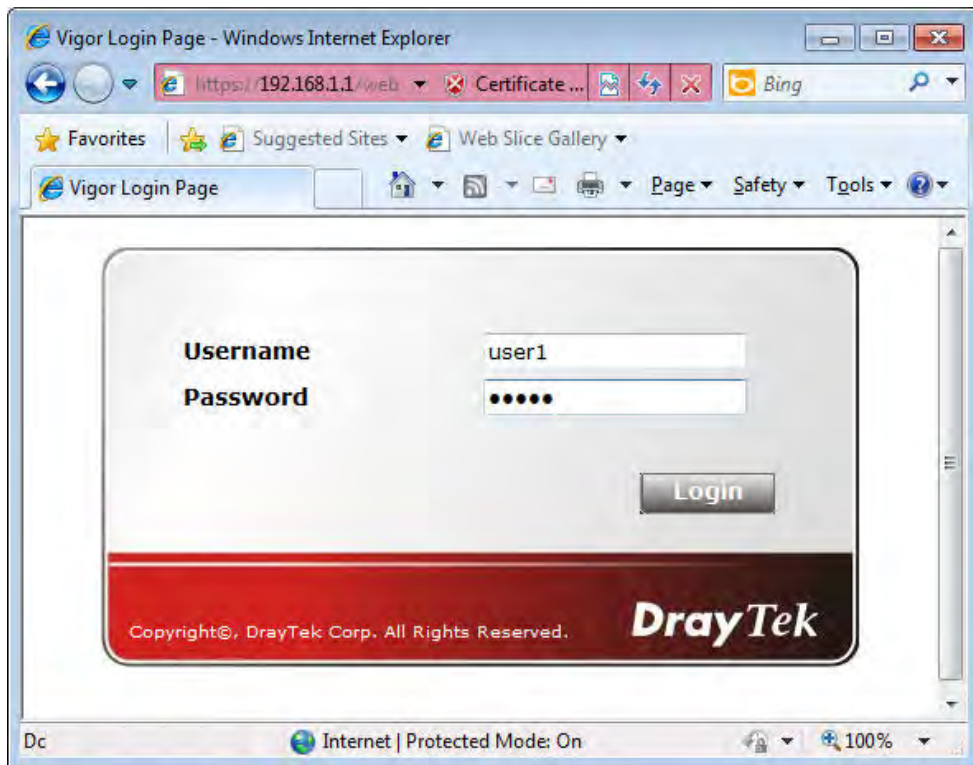 Vigor Login Page - Windows Internet Explorer
https://192.168.1.1/web Certificate ... Bing
Favorites Suggested Sites Web Slice Gallery
Vigor Login Page Page Safety Tools
Username user1
Password •••••
Login
Copyright©, DrayTek Corp. All Rights Reserved. DrayTek
Dc Internet | Protected Mode: On 100%